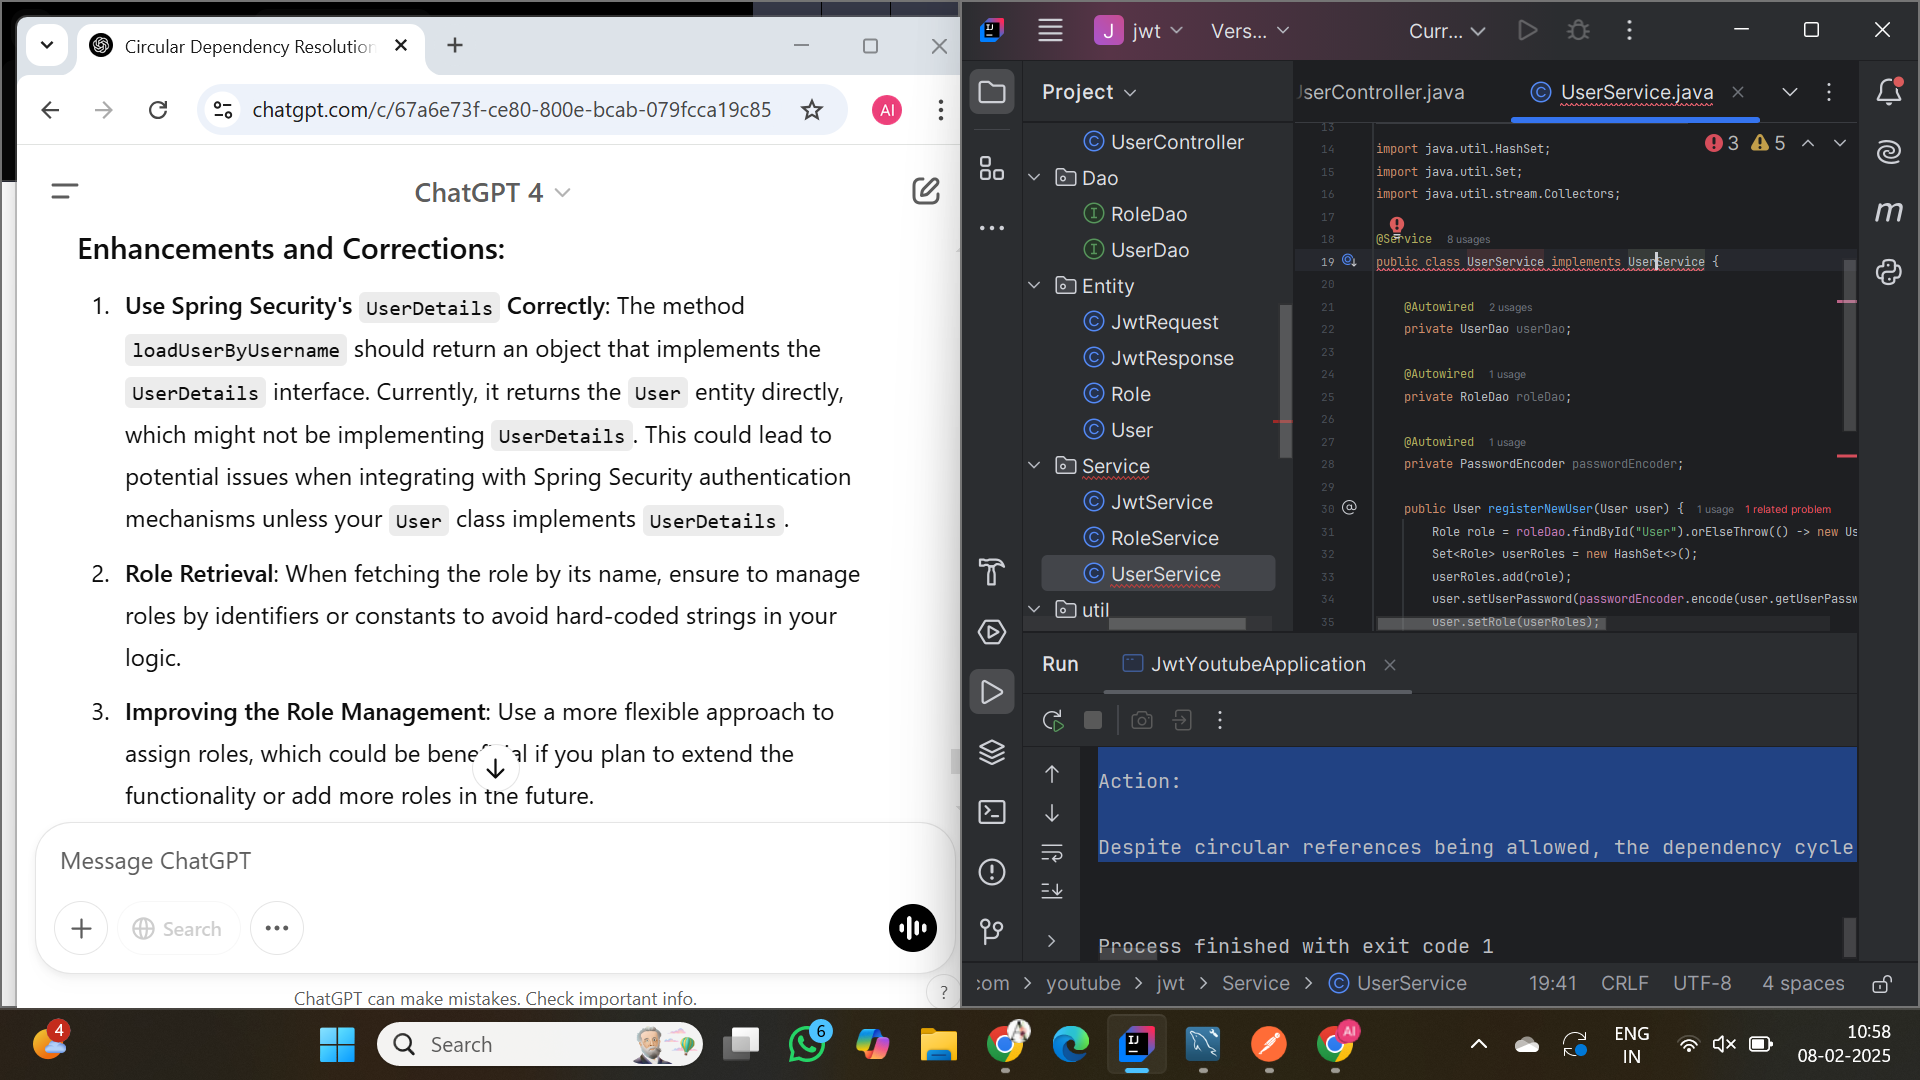 Circular Dependency Resolution
chatgpt.com/c/67a6e73f-ce80-800e-bcab-079fcca19c85
AI
ChatGPT 4
Enhancements and Corrections:
1. Use Spring Security's UserDetails Correctly: The method
loadUserByUsername should return an object that implements the
UserDetails interface. Currently, it returns the User entity directly,
which might not be implementing UserDetails. This could lead to
potential issues when integrating with Spring Security authentication
mechanisms unless your User class implements UserDetails.
2. Role Retrieval: When fetching the role by its name, ensure to manage
roles by identifiers or constants to avoid hard-coded strings in your
logic.
3. Improving the Role Management: Use a more flexible approach to
assign roles, which could be beneficial if you plan to extend the
functionality or add more roles in the future.
Message ChatGPT
Search
ChatGPT can make mistakes. Check important info.
?
IJ
J jwt Vers... Curr...
Project
UserController
Dao
RoleDao
UserDao
Entity
JwtRequest
JwtResponse
Role
User
Service
JwtService
RoleService
UserService
util
UserController.java UserService.java
3 5
13
14 import java.util.HashSet;
15 import java.util.Set;
16 import java.util.stream.Collectors;
17
18 @Service 8 usages
19 public class UserService implements UserService {
20
21 @Autowired 2 usages
22 private UserDao userDao;
23
24 @Autowired 1 usage
25 private RoleDao roleDao;
26
27 @Autowired 1 usage
28 private PasswordEncoder passwordEncoder;
29
30 public User registerNewUser(User user) { 1 usage 1 related problem
31 Role role = roleDao.findById("User").orElseThrow(() -> new Us
32 Set<Role> userRoles = new HashSet<>();
33 userRoles.add(role);
34 user.setUserPassword(passwordEncoder.encode(user.getUserPassw
35 user.setRole(userRoles);
Run JwtYoutubeApplication
Action:
Despite circular references being allowed, the dependency cycle
Process finished with exit code 1
com > youtube > jwt > Service > UserService 19:41 CRLF UTF-8 4 spaces
4
Search
6
IJ
AI
ENG
IN
10:58
08-02-2025